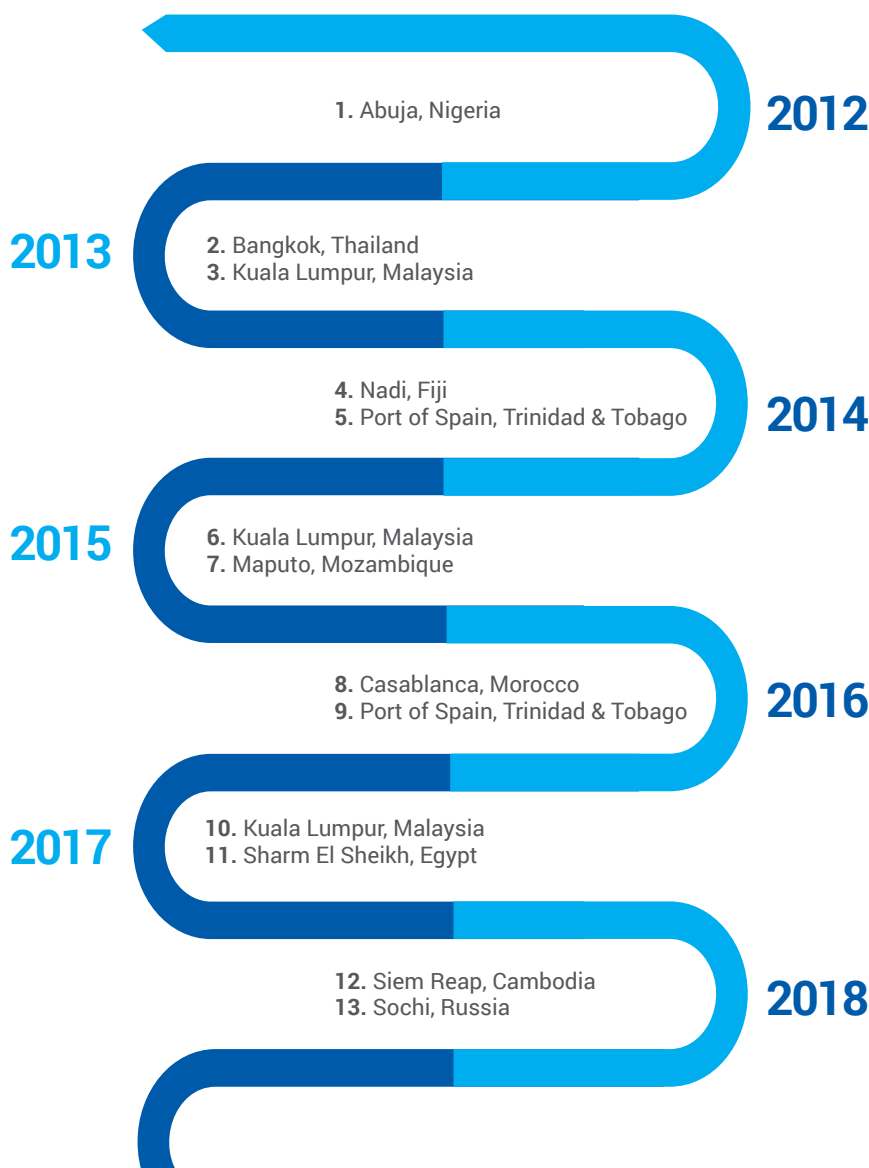 1. Abuja, Nigeria
2012
2013
2. Bangkok, Thailand
3. Kuala Lumpur, Malaysia
4. Nadi, Fiji
5. Port of Spain, Trinidad & Tobago
2014
2015
6. Kuala Lumpur, Malaysia
7. Maputo, Mozambique
8. Casablanca, Morocco
9. Port of Spain, Trinidad & Tobago
2016
2017
10. Kuala Lumpur, Malaysia
11. Sharm El Sheikh, Egypt
12. Siem Reap, Cambodia
13. Sochi, Russia
2018